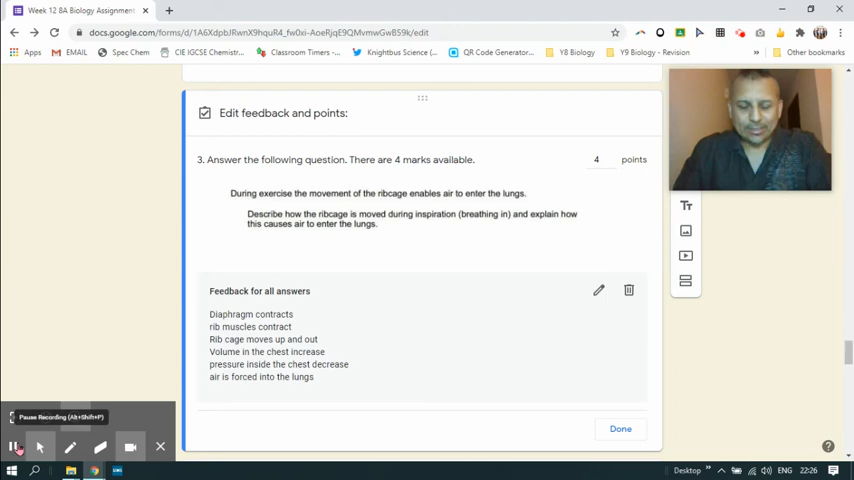 Week 12 8A Biology Assignment
docs.google.com/forms/d/1A6XdpbJRwnX9hquR4_fw0xi-AoeRjqE9QMvmwGwB59k/edit
Apps EMAIL Spec Chem CIE IGCSE Chemistr... Classroom Timers -... Knightbus Science (... QR Code Generator... Y8 Biology Y9 Biology - Revision Other bookmarks
Edit feedback and points:
3. Answer the following question. There are 4 marks available. 4 points
During exercise the movement of the ribcage enables air to enter the lungs.
Describe how the ribcage is moved during inspiration (breathing in) and explain how
this causes air to enter the lungs.
Feedback for all answers
Diaphragm contracts
rib muscles contract
Rib cage moves up and out
Volume in the chest increase
pressure inside the chest decrease
air is forced into the lungs
Pause Recording (Alt+Shift+P)
Done
Desktop ENG 22:26